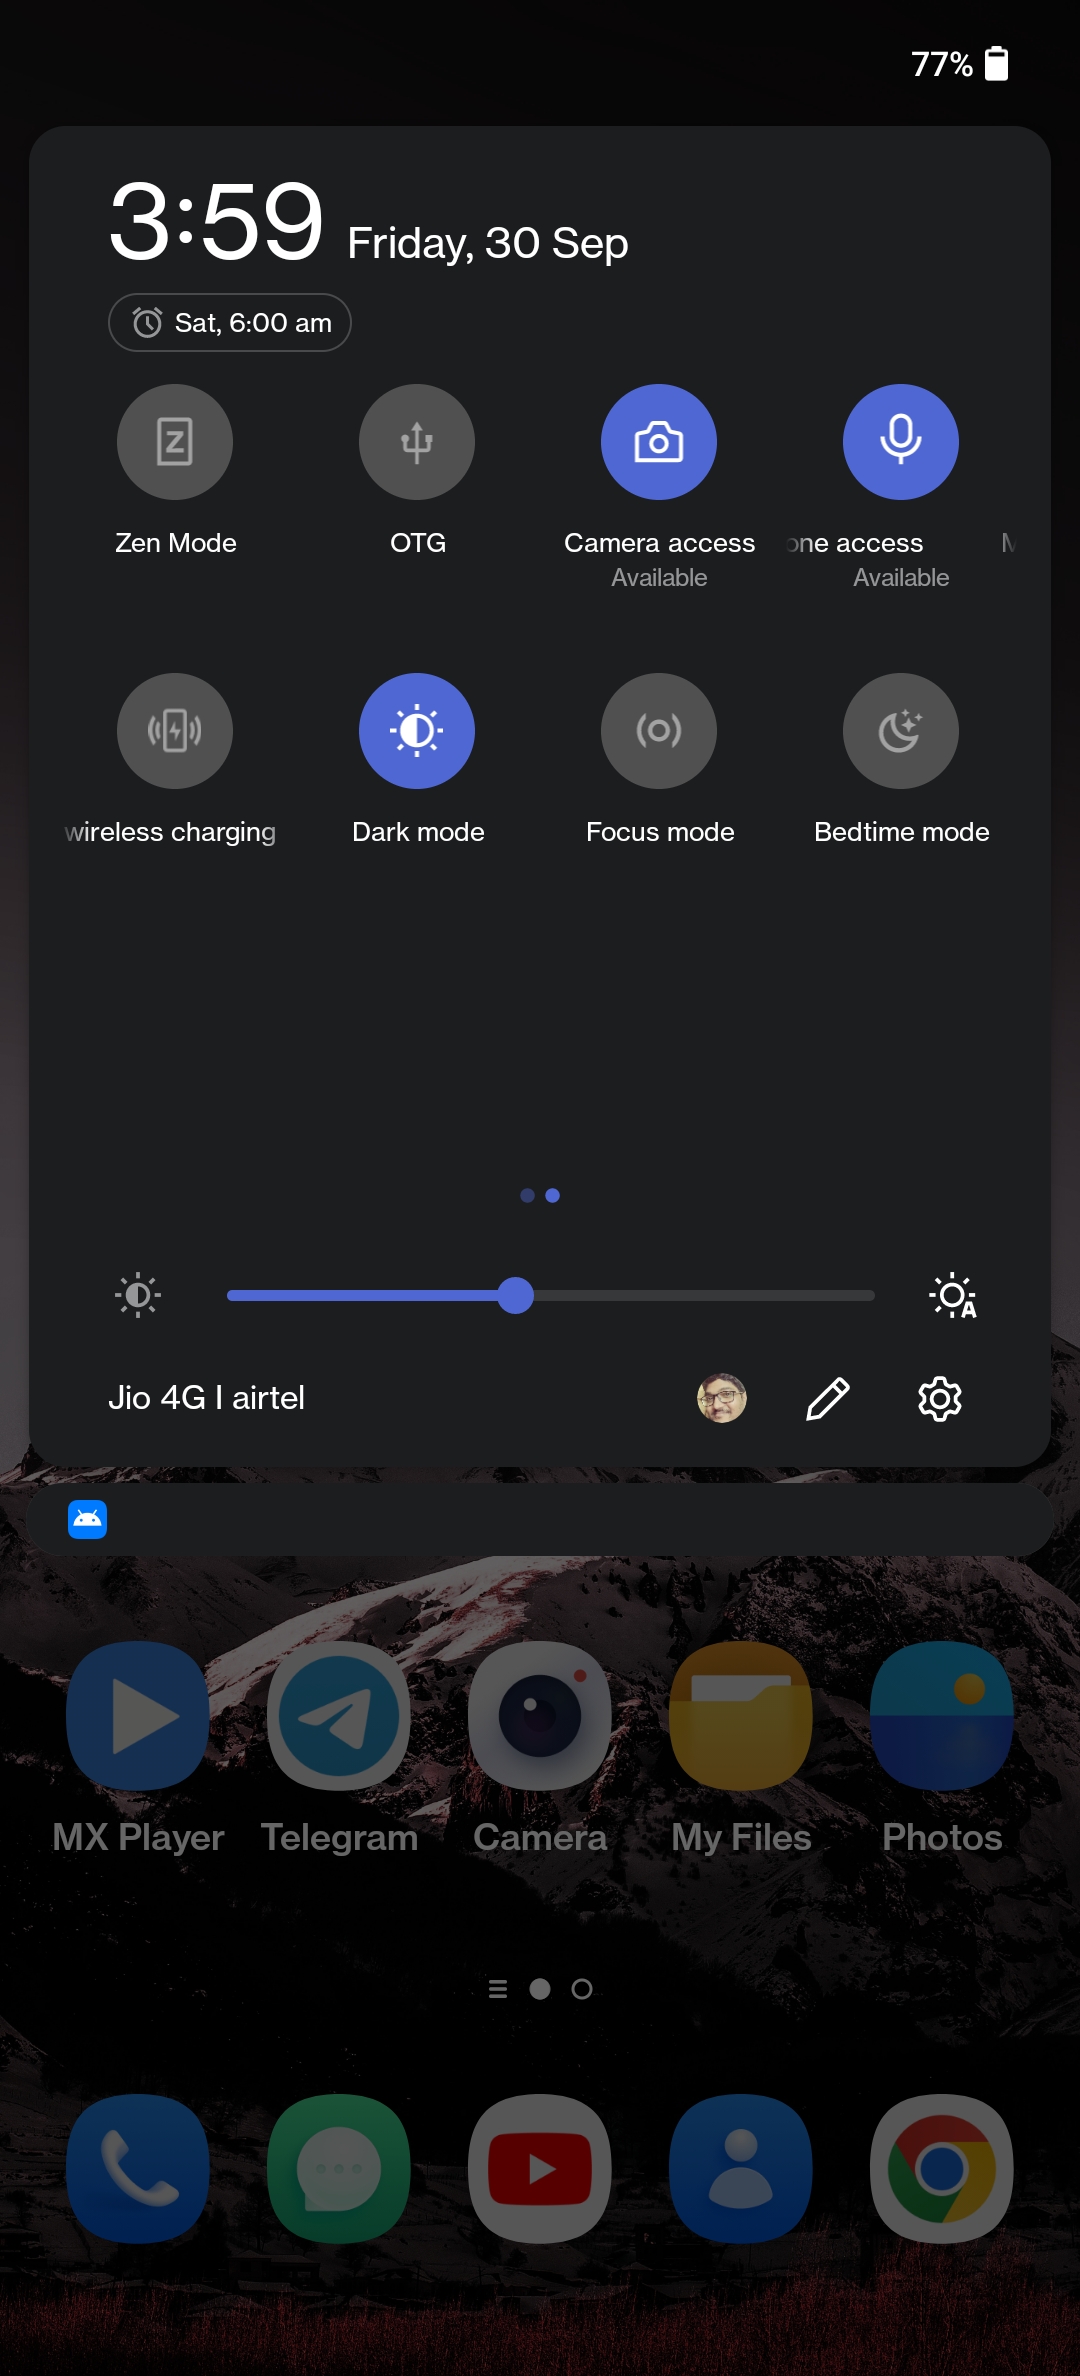 77%
3:59 Friday, 30 Sep
Sat, 6:00 am
Zen Mode
OTG
Camera access
Available
one access
Available
M
wireless charging
Dark mode
Focus mode
Bedtime mode
Jio 4G I airtel
MX Player
Telegram
Camera
My Files
Photos